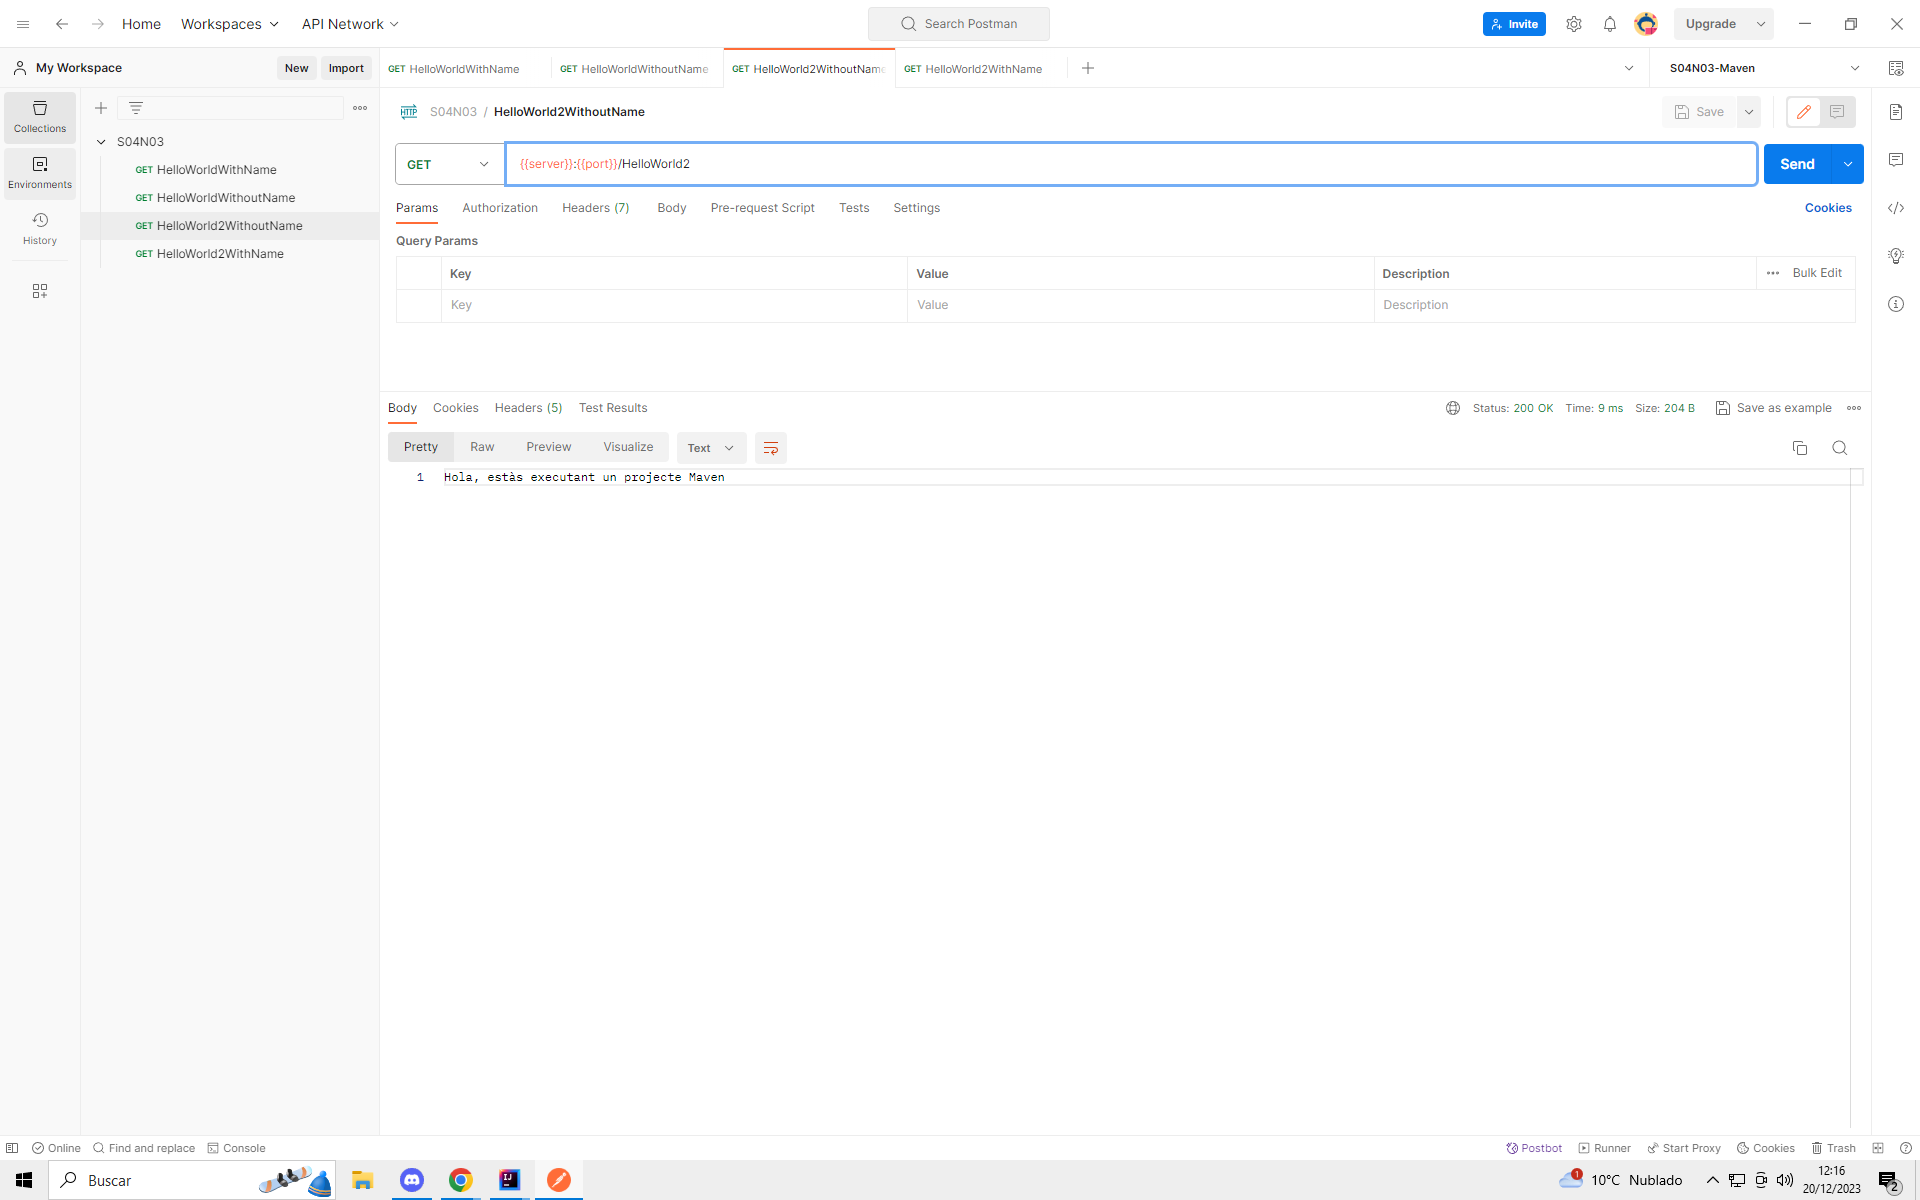 Home Workspaces API Network Search Postman Invite Upgrade
My Workspace New Import GET HelloWorldWithName GET HelloWorldWithoutName GET HelloWorld2WithoutName GET HelloWorld2WithName S04N03-Maven
Collections
Environments
History
S04N03
GET HelloWorldWithName
GET HelloWorldWithoutName
GET HelloWorld2WithoutName
GET HelloWorld2WithName
HTTP S04N03 / HelloWorld2WithoutName Save
GET {{server}}:{{port}}/HelloWorld2 Send
Params Authorization Headers (7) Body Pre-request Script Tests Settings Cookies
Query Params
Key Value Description Bulk Edit
Key Value Description
Body Cookies Headers (5) Test Results Status: 200 OK Time: 9 ms Size: 204 B Save as example
Pretty Raw Preview Visualize Text
1 Hola, estàs executant un projecte Maven
Online Find and replace Console Postbot Runner Start Proxy Cookies Trash
Buscar 1 10°C Nublado 12:16
20/12/2023 2